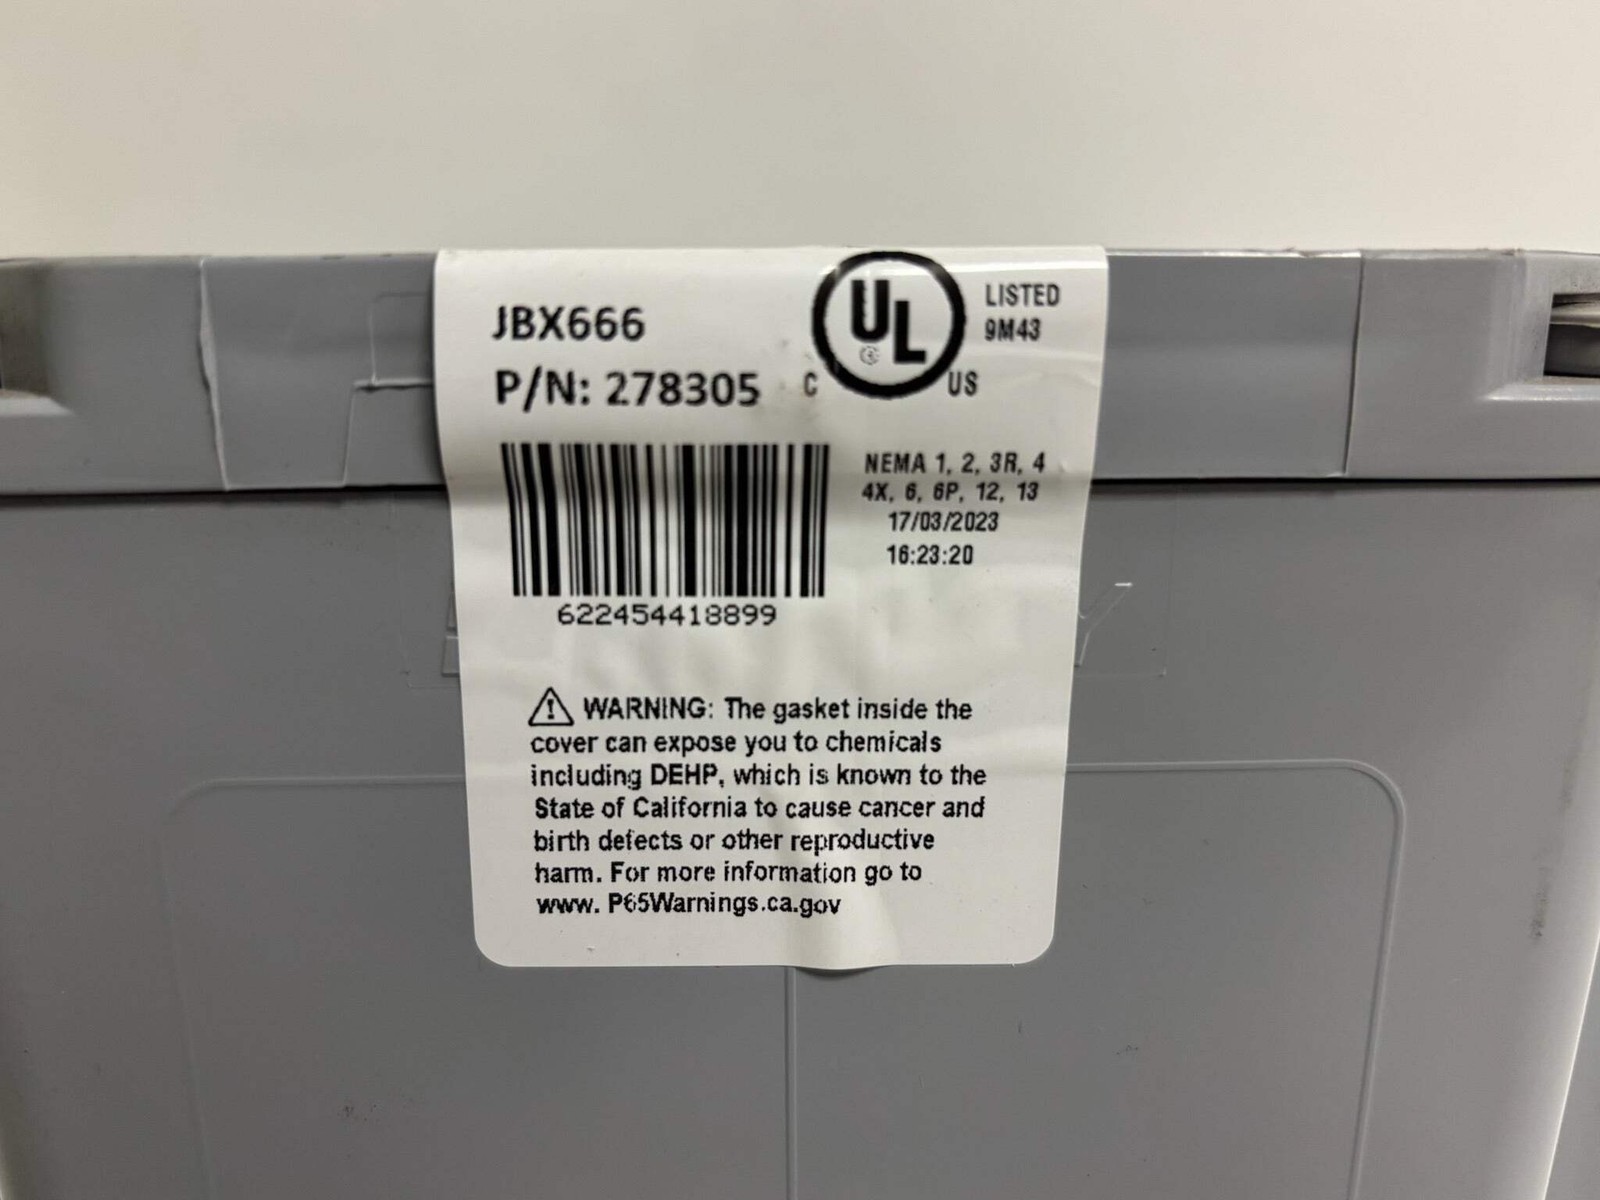 JBX666
P/N: 278305
C UL US
LISTED
9M43
NEMA 1, 2, 3R, 4
4X, 6, 6P, 12, 13
17/03/2023
16:23:20
622454418899
WARNING: The gasket inside the
cover can expose you to chemicals
including DEHP, which is known to the
State of California to cause cancer and
birth defects or other reproductive
harm. For more information go to
www. P65Warnings.ca.gov